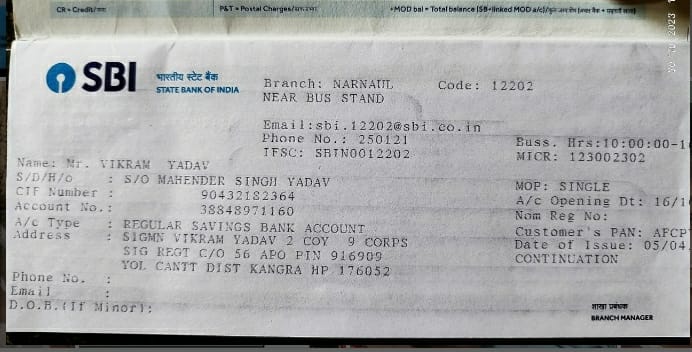 CR = Credit/जमा P&T = Postal Charges/डाक व्यय +MOD bal = Total balance (SB+linked MOD a/c)/
2023
SBI भारतीय स्टेट बैंक
STATE BANK OF INDIA
Branch: NARNAUL Code: 12202
NEAR BUS STAND
Email:sbi.12202@sbi.co.in
Phone No.: 250121 Buss. Hrs:10:00:00-1
IFSC: SBIN0012202 MICR: 123002302
Name: Mr. VIKRAM YADAV
S/D/H/o : S/O MAHENDER SINGH YADAV MOP: SINGLE
CIF Number : 90432182364 A/c Opening Dt: 16/1
Account No.: 38848971160 Nom Reg No:
A/c Type : REGULAR SAVINGS BANK ACCOUNT Customer's PAN: AFCP
Address : SIGMN VIKRAM YADAV 2 COY 9 CORPS Date of Issue: 05/04
SIG REGT C/O 56 APO PIN 916909 CONTINUATION
YOL CANTT DIST KANGRA HP 176052
Phone No. :
Email :
D.O.B.(If Minor):
शाखा प्रबंधक
BRANCH MANAGER